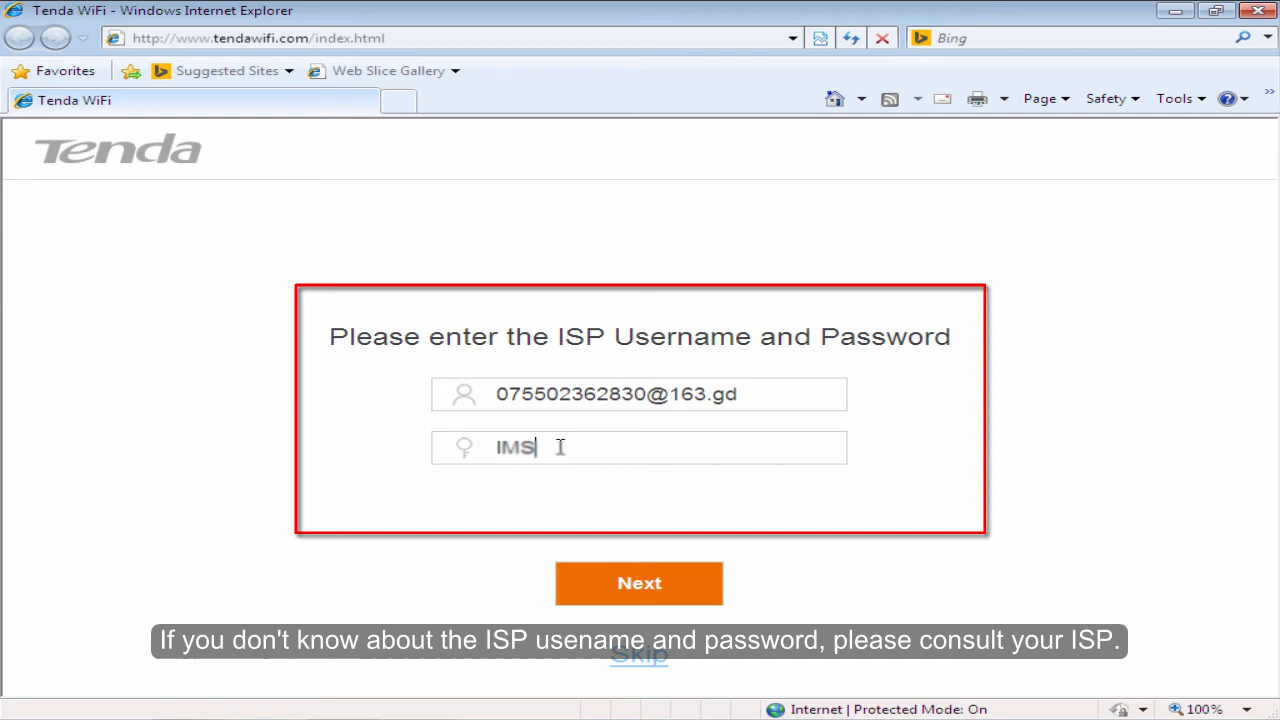 Tenda WiFi - Windows Internet Explorer
http://www.tendawifi.com/index.html
Bing
Favorites
Suggested Sites
Web Slice Gallery
Tenda WiFi
Page
Safety
Tools
»
Tenda
Please enter the ISP Username and Password
075502362830@163.gd
IMS
Next
If you don't know about the ISP usename and password, please consult your ISP.
Skip
Internet | Protected Mode: On
100%